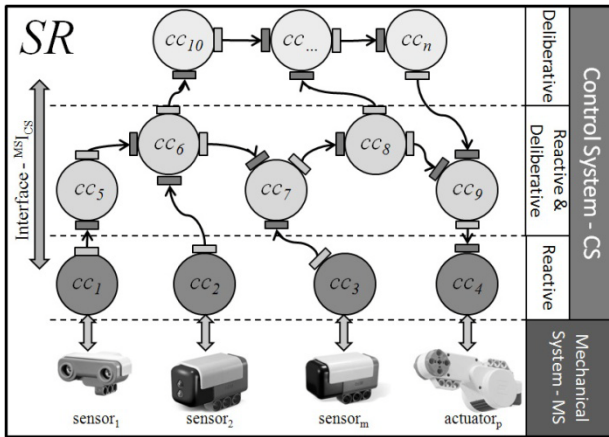 SR
cc10
cc...
ccn
Deliberative
Control System - CS
Interface - MSICS
cc5
cc6
cc7
cc8
cc9
Reactive &
Deliberative
cc1
cc2
cc3
cc4
Reactive
sensor1
sensor2
sensorm
actuatorp
Mechanical
System - MS